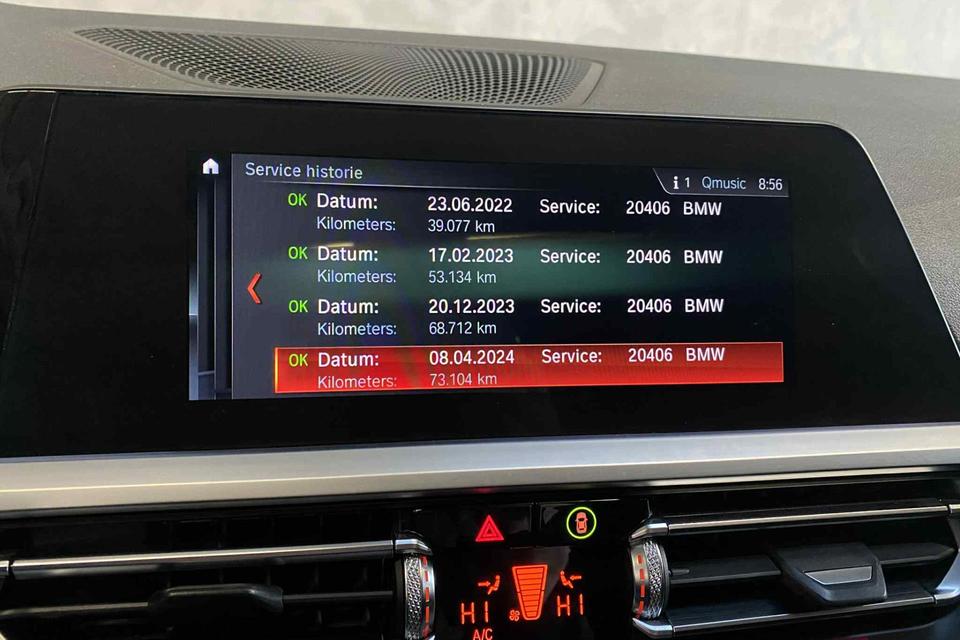 Service historie
i 1 Qmusic 8:56
OK Datum: 23.06.2022 Service: 20406 BMW
Kilometers: 39.077 km
OK Datum: 17.02.2023 Service: 20406 BMW
Kilometers: 53.134 km
OK Datum: 20.12.2023 Service: 20406 BMW
Kilometers: 68.712 km
OK Datum: 08.04.2024 Service: 20406 BMW
Kilometers: 73.104 km
HI HI
A/C